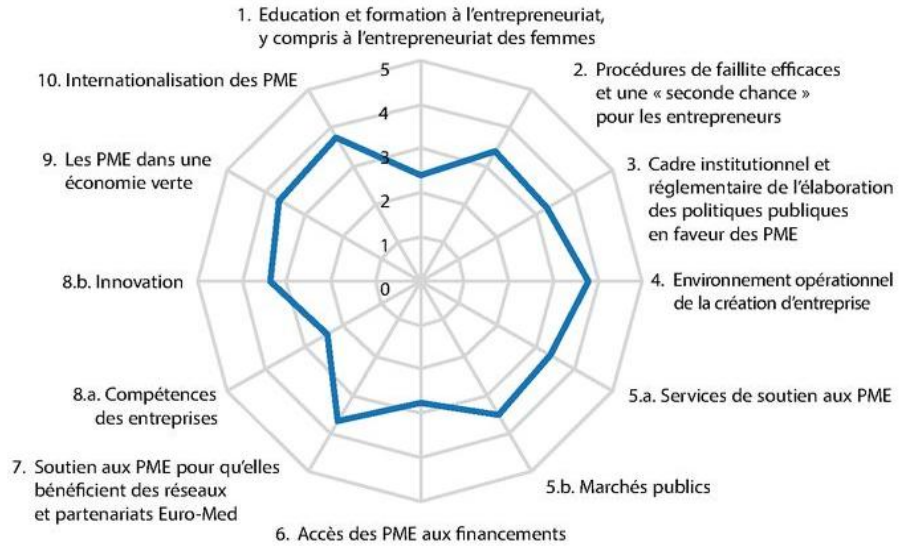 1. Education et formation à l'entrepreneuriat,
y compris à l'entrepreneuriat des femmes
2. Procédures de faillite efficaces
et une « seconde chance »
pour les entrepreneurs
3. Cadre institutionnel et
réglementaire de l'élaboration
des politiques publiques
en faveur des PME
4. Environnement opérationnel
de la création d'entreprise
5.a. Services de soutien aux PME
5.b. Marchés publics
6. Accès des PME aux financements
7. Soutien aux PME pour qu'elles
bénéficient des réseaux
et partenariats Euro-Med
8.a. Compétences
des entreprises
8.b. Innovation
9. Les PME dans une
économie verte
10. Internationalisation des PME
5
4
3
2
1
0